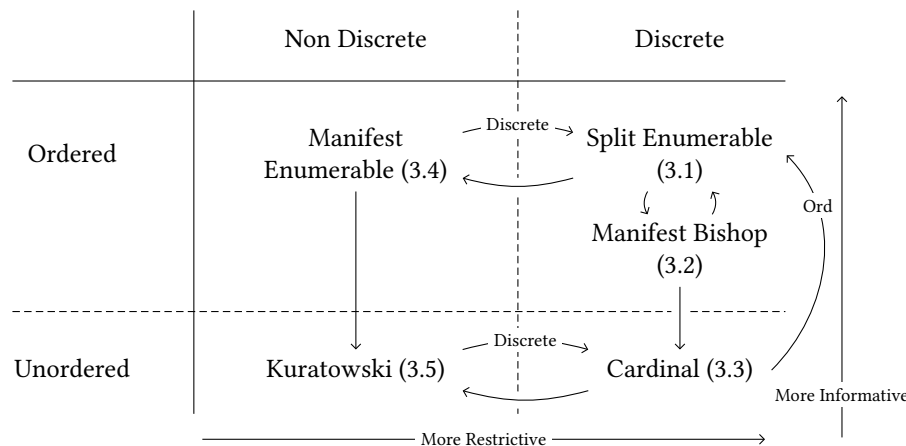 Non Discrete
Discrete
Ordered
Manifest
Enumerable (3.4)
Discrete
Split Enumerable
(3.1)
Ord
Manifest Bishop
(3.2)
Unordered
Kuratowski (3.5)
Discrete
Cardinal (3.3)
More Informative
More Restrictive